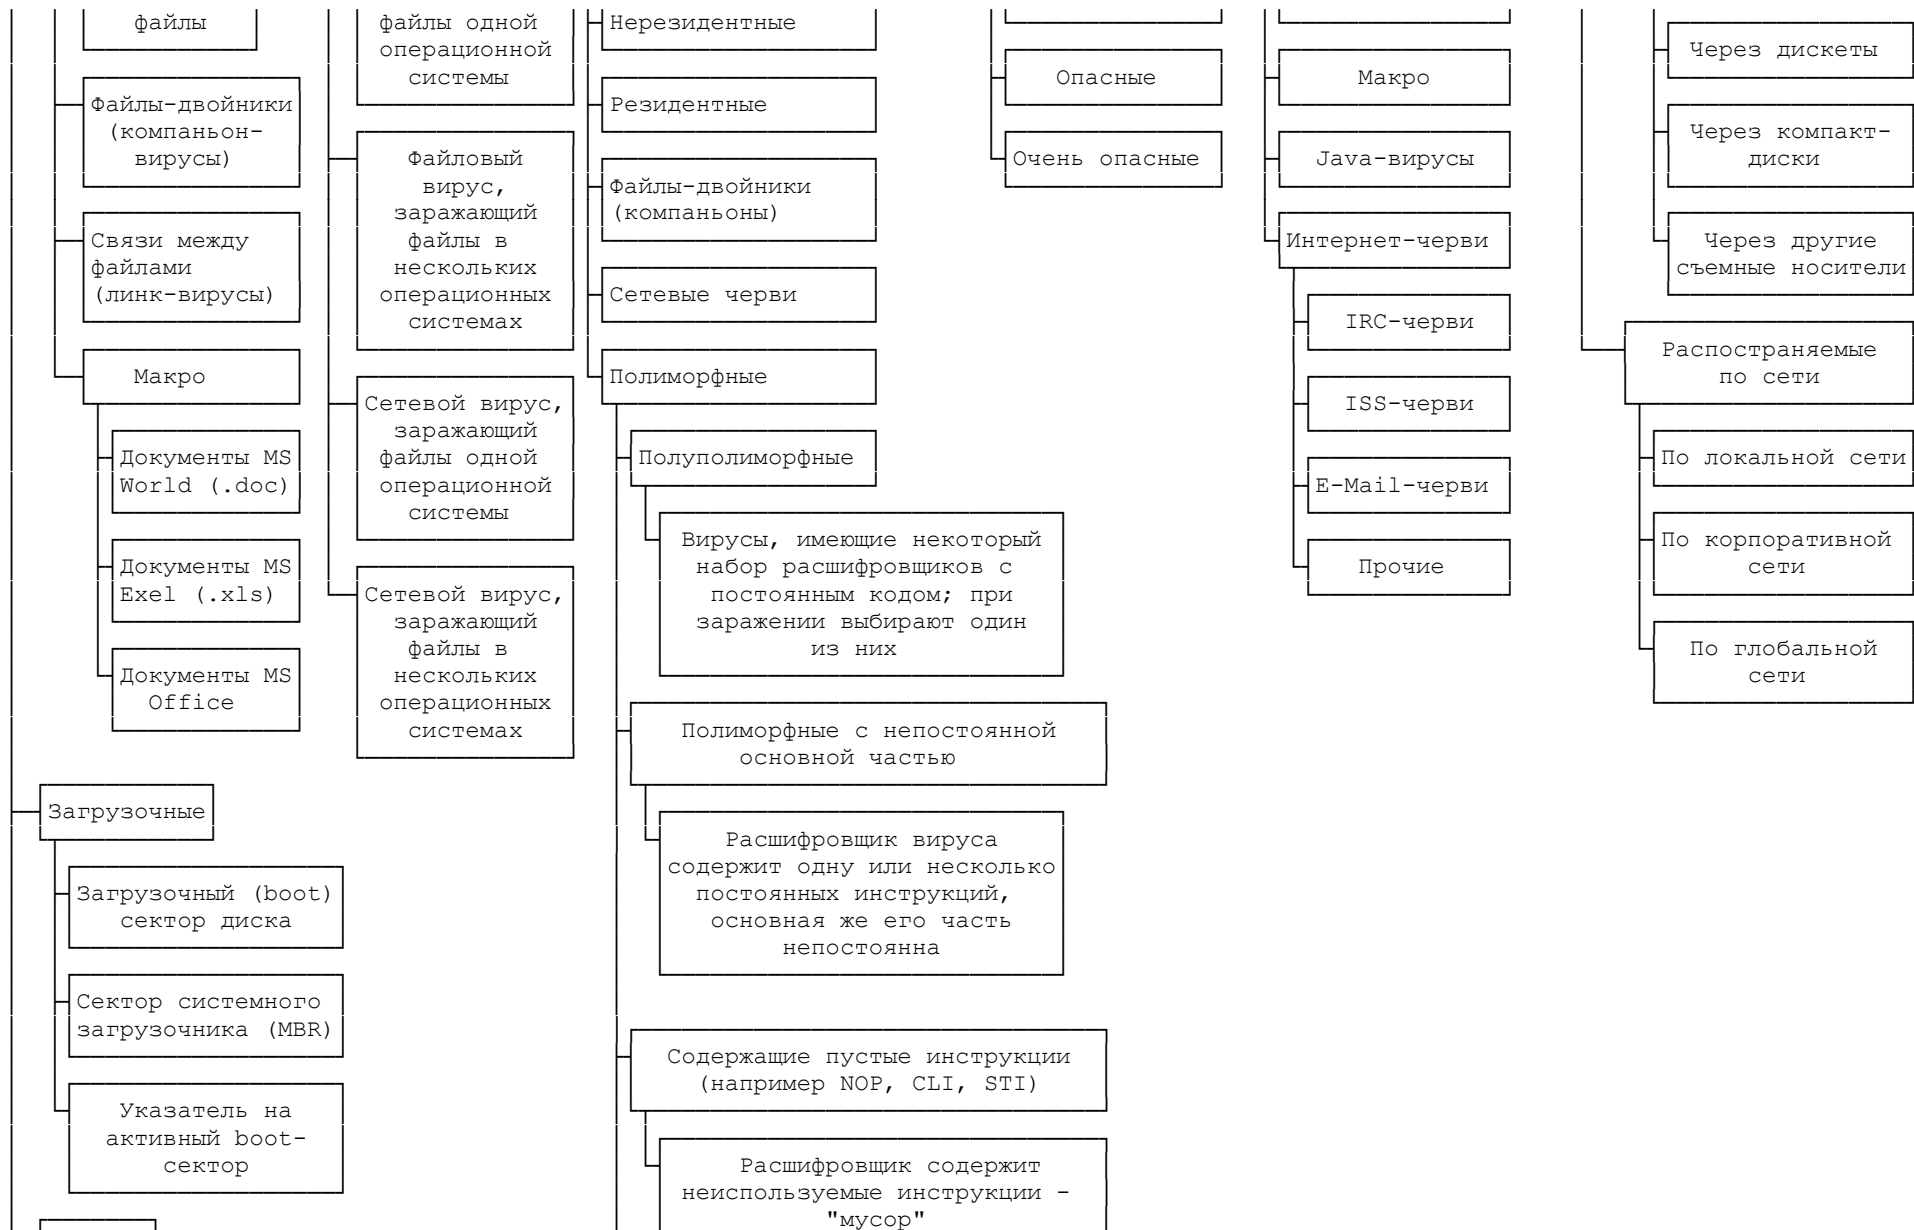 файлы
Файлы-двойники
(компаньон-
вирусы)
Связи между
файлами
(линк-вирусы)
Макро
Документы MS
World (.doc)
Документы MS
Exel (.xls)
Документы MS
Office
Загрузочные
Загрузочный (boot)
сектор диска
Сектор системного
загрузочника (MBR)
Указатель на
активный boot-
сектор
файлы одной
операционной
системы
Файловый
вирус,
заражающий
файлы в
нескольких
операционных
системах
Сетевой вирус,
заражающий
файлы одной
операционной
системы
Сетевой вирус,
заражающий
файлы в
нескольких
операционных
системах
Нерезидентные
Резидентные
Файлы-двойники
(компаньоны)
Сетевые черви
Полиморфные
Полуполиморфные
Вирусы, имеющие некоторый
набор расшифровщиков с
постоянным кодом; при
заражении выбирают один
из них
Полиморфные с непостоянной
основной частью
Расшифровщик вируса
содержит одну или несколько
постоянных инструкций,
основная же его часть
непостоянна
Содержащие пустые инструкции
(например NOP, CLI, STI)
Расшифровщик содержит
неиспользуемые инструкции -
"мусор"
Опасные
Очень опасные
Макро
Java-вирусы
Интернет-черви
IRC-черви
ISS-черви
E-Mail-черви
Прочие
Через дискеты
Через компакт-
диски
Через другие
съемные носители
Распостраняемые
по сети
По локальной сети
По корпоративной
сети
По глобальной
сети